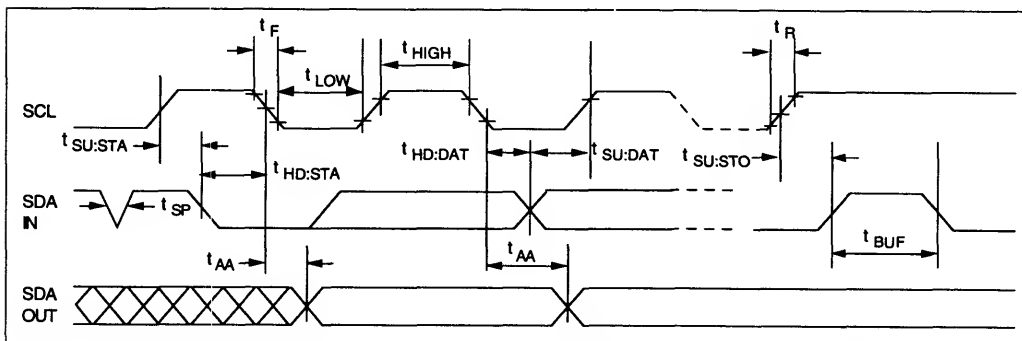 t F
t R
t HIGH
t LOW
SCL
t SU:STA
t HD:STA
t HD:DAT
t SU:DAT
t SU:STO
SDA
IN
t SP
t BUF
t AA
t AA
SDA
OUT